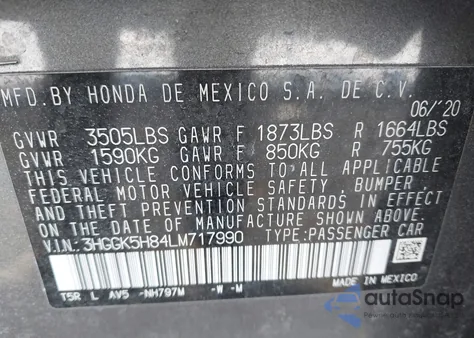 MFD.BY HONDA DE MEXICO S.A. DE C.V.
06/'20
GVWR 3505LBS GAWR F 1873LBS R 1664LBS
GVWR 1590KG GAWR F 850KG R 755KG
THIS VEHICLE CONFORMS TO ALL APPLICABLE
FEDERAL MOTOR VEHICLE SAFETY, BUMPER,
AND THEFT PREVENTION STANDARDS IN EFFECT
ON THE DATE OF MANUFACTURE SHOWN ABOVE.
V.I.N.: 3HGGK5H84LM717990 TYPE:PASSENGER CAR
MADE IN MEXICO
T5R L AV5 -NH797M -W -M
autoSnap